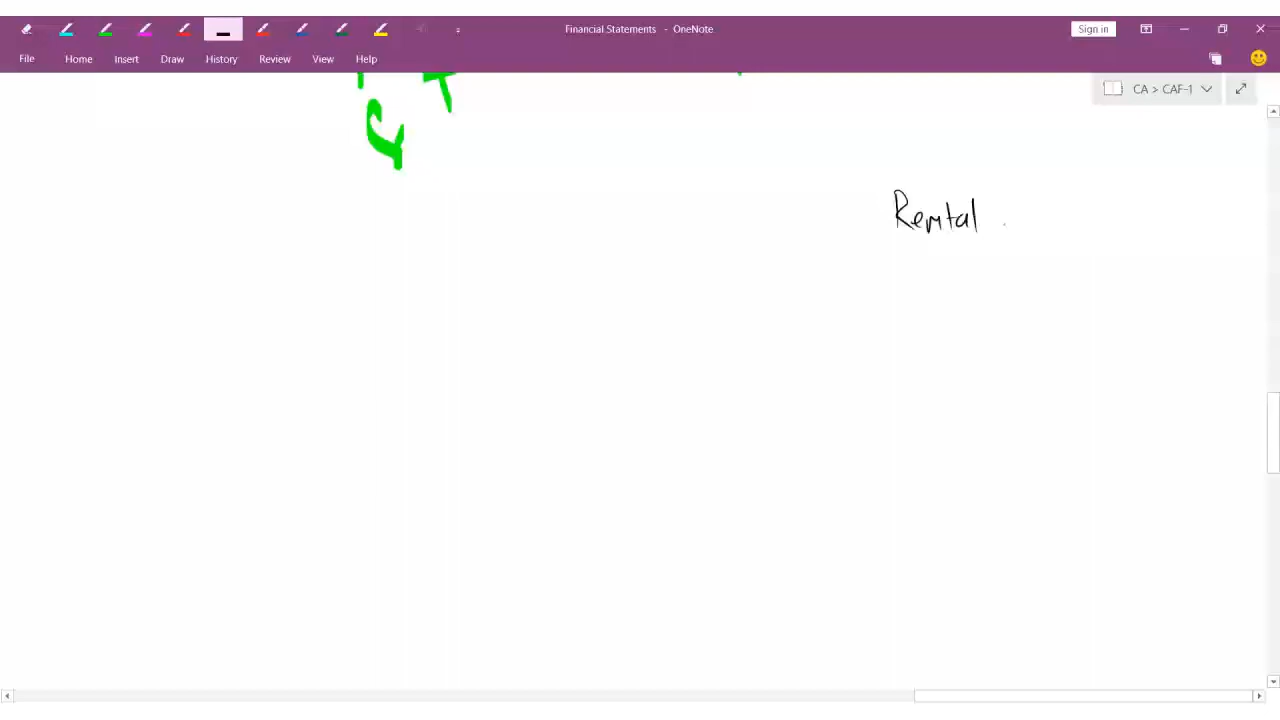 Financial Statements - OneNote
Sign in
File Home Insert Draw History Review View Help
CA > CAF-1
Rental